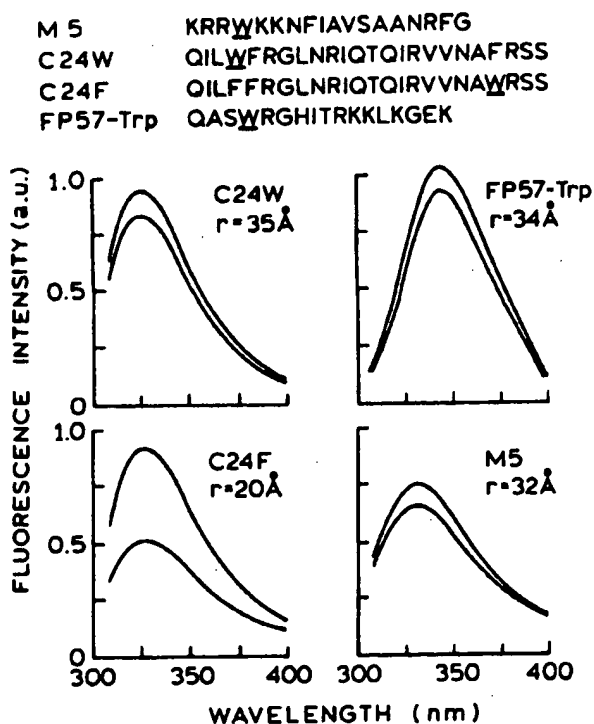 M5 KRRWKKNFIAVSAANRFG
C24W QILWFRGLNRIQTQIRVVNAFRSS
C24F QILFFRGLNRIQTQIRVVNAWRSS
FP57-Trp QASWRGHITRKKLKGEK
FLUORESCENCE INTENSITY (a.u.)
1.0
0.5
0
C24W
r=35Å
FP57-Trp
r=34Å
1.0
0.5
0
C24F
r=20Å
M5
r=32Å
300 350 400 300 350 400
WAVELENGTH (nm)